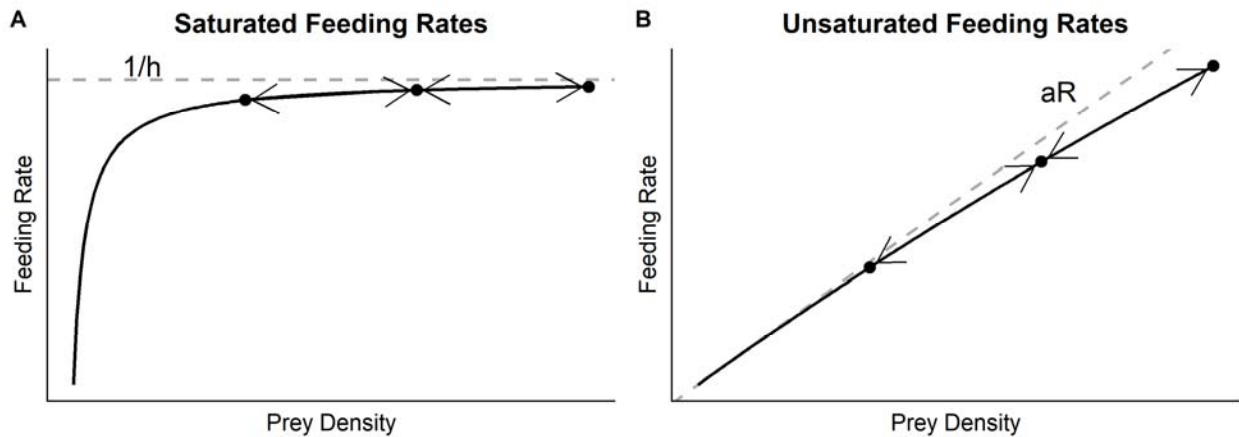 A
Saturated Feeding Rates
1/h
Feeding Rate
Prey Density
B
Unsaturated Feeding Rates
aR
Feeding Rate
Prey Density